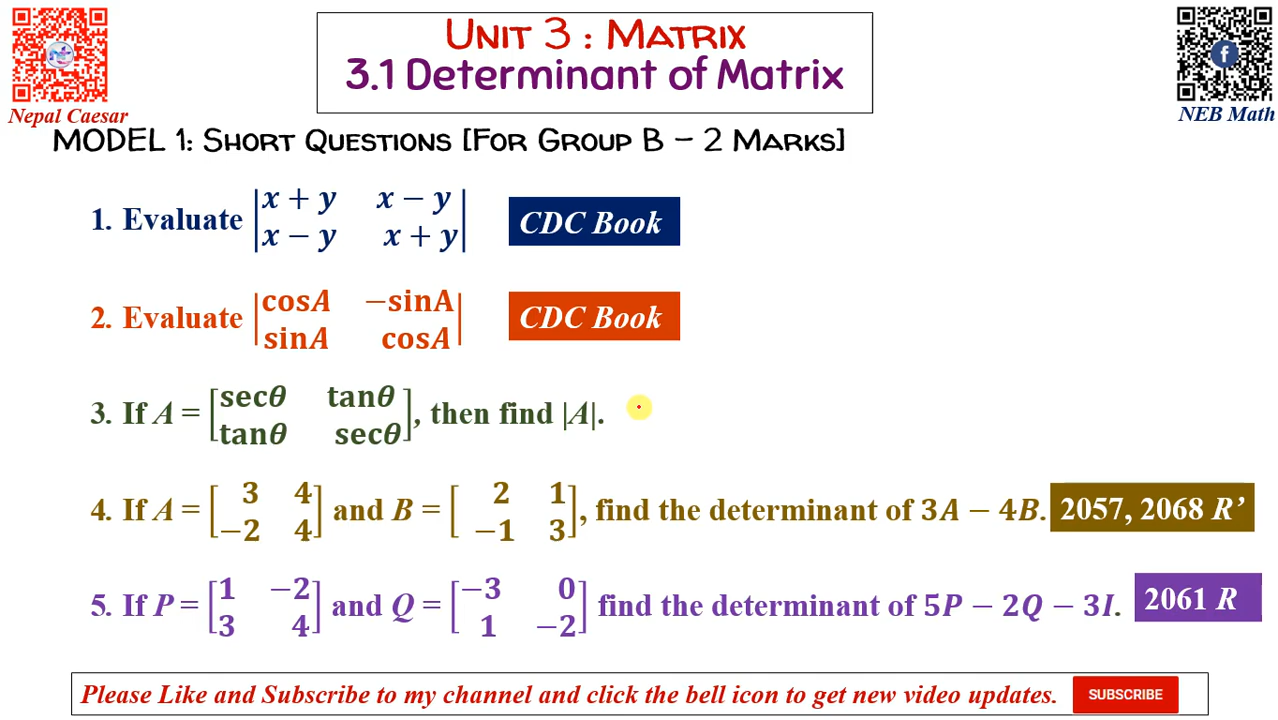 UNIT 3 : MATRIX
3.1 Determinant of Matrix
Nepal Caesar
NEB Math
MODEL 1: SHORT QUESTIONS [FOR GROUP B – 2 MARKS]
1. Evaluate |x + y x − y|
|x − y x + y|
CDC Book
2. Evaluate |cosA −sinA|
|sinA cosA|
CDC Book
3. If A = [secθ tanθ], then find |A|.
[tanθ secθ]
4. If A = [3 4] and B = [2 1], find the determinant of 3A − 4B. 2057, 2068 R’
[−2 4] [−1 3]
5. If P = [1 −2] and Q = [−3 0] find the determinant of 5P − 2Q − 3I. 2061 R
[3 4] [1 −2]
Please Like and Subscribe to my channel and click the bell icon to get new video updates. SUBSCRIBE